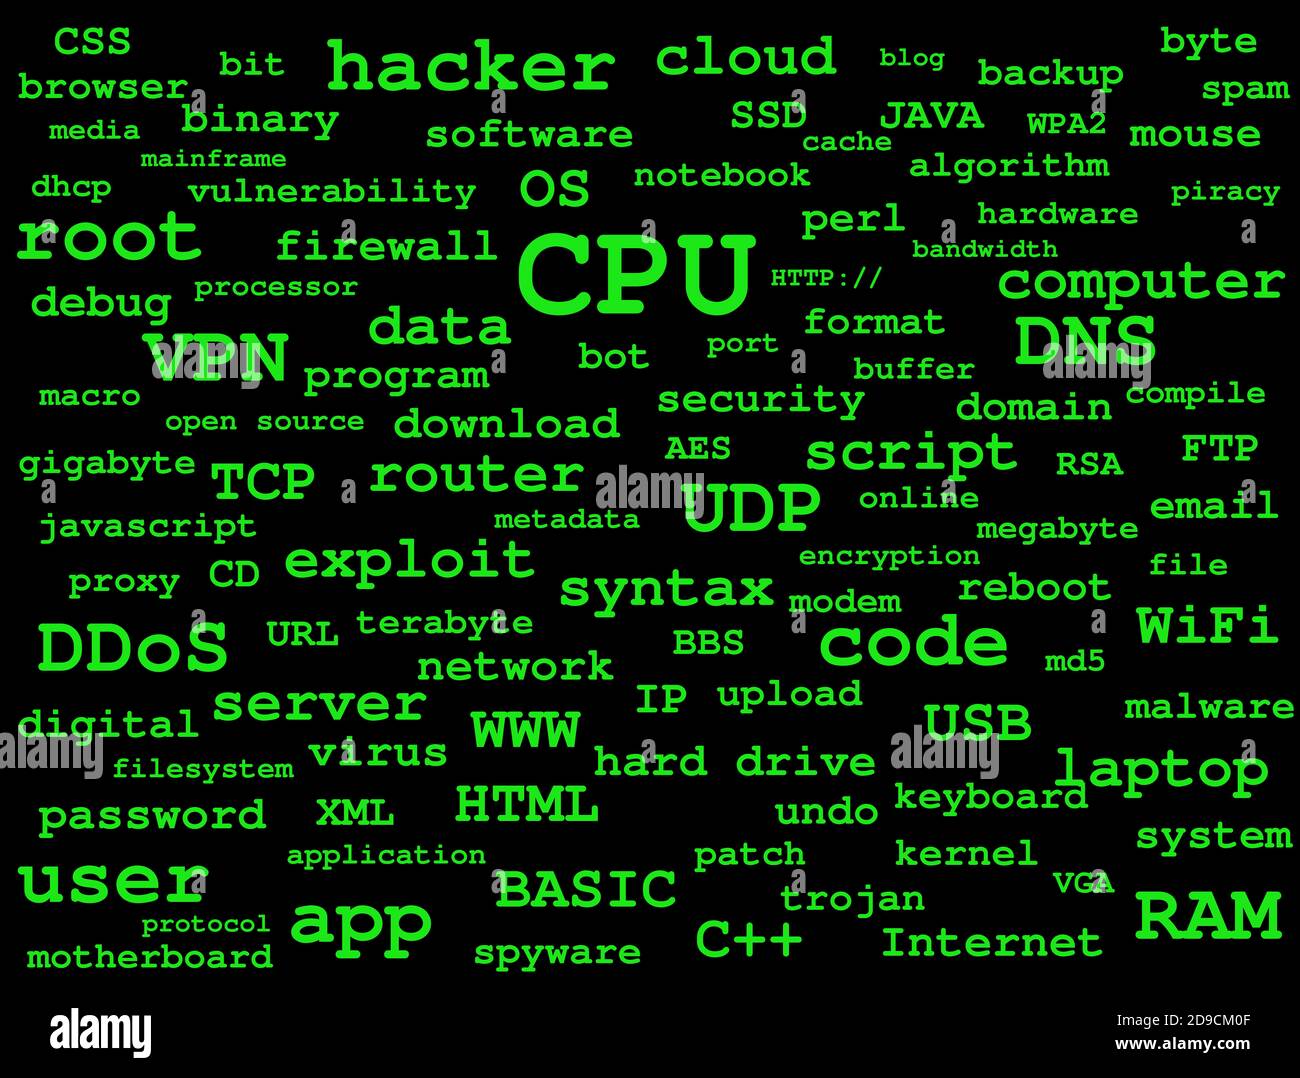 CSS bit hacker cloud blog backup byte
browser spam
media binary software SSD JAVA WPA2 mouse
cache
mainframe notebook algorithm
dhcp vulnerability OS piracy
root firewall perl hardware
bandwidth
debug processor CPU HTTP:// computer
data format
VPN bot port DNS
program buffer
macro security domain compile
open source download
gigabyte TCP router AES script RSA FTP
alamy
javascript metadata UDP online megabyte email
exploit encryption
proxy CD syntax modem reboot file
DDoS URL terabyte BBS code md5 WiFi
network
server IP upload
digital WWW USB malware
filesystem virus hard drive laptop
password XML HTML undo keyboard
system
application patch kernel
user BASIC trojan VGA
protocol app RAM
motherboard spyware C++ Internet
alamy
Image ID: 2D9CM0F
www.alamy.com